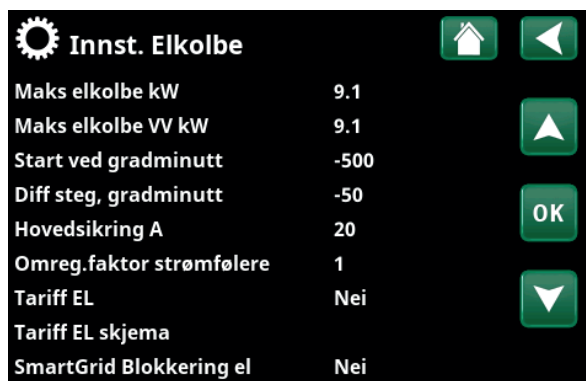 Innst. Elkolbe
Maks elkolbe kW 9.1
Maks elkolbe VV kW 9.1
Start ved gradminutt -500
Diff steg, gradminutt -50
OK
Hovedsikring A 20
Omreg.faktor strømfølere 1
Tariff EL Nei
Tariff EL skjema
SmartGrid Blokkering el Nei